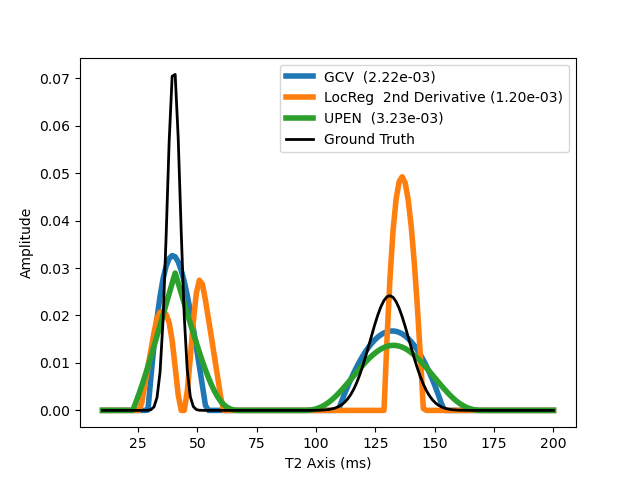 GCV (2.22e-03)
LocReg 2nd Derivative (1.20e-03)
UPEN (3.23e-03)
Ground Truth
0.07
0.06
0.05
0.04
0.03
0.02
0.01
0.00
Amplitude
25 50 75 100 125 150 175 200
T2 Axis (ms)